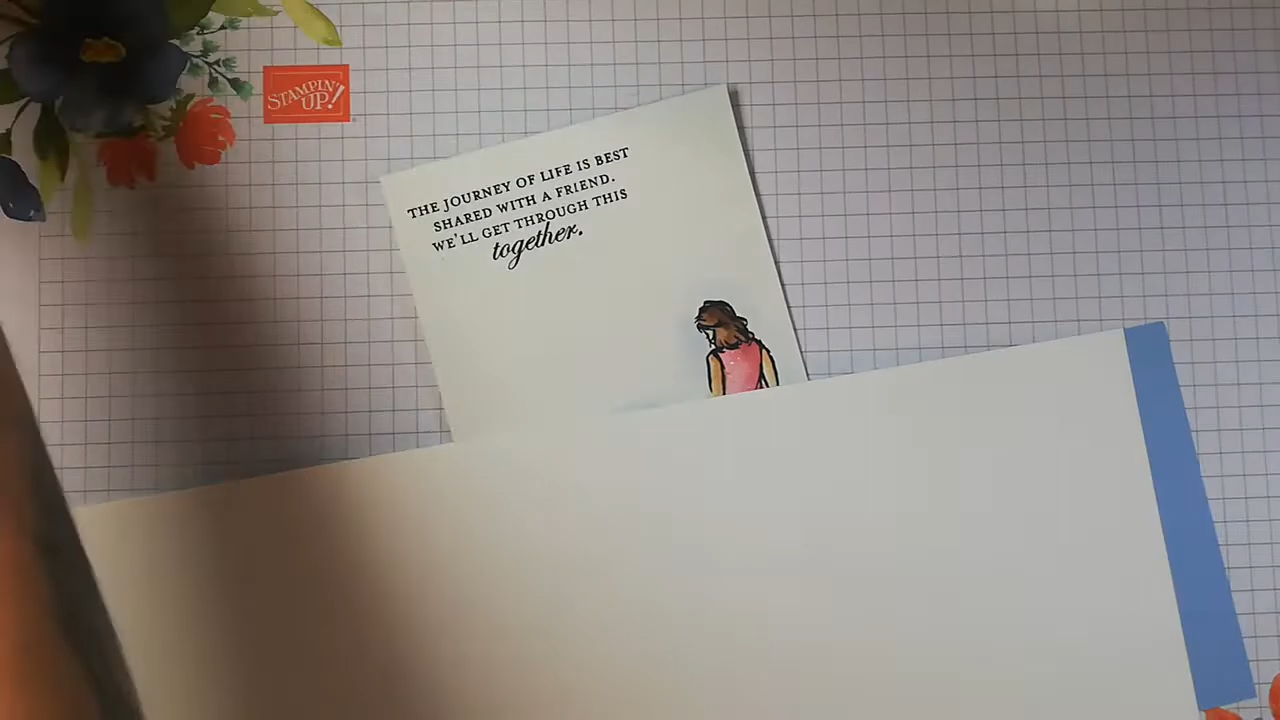 STAMPIN'
UP!
THE JOURNEY OF LIFE IS BEST
SHARED WITH A FRIEND.
WE'LL GET THROUGH THIS
together.